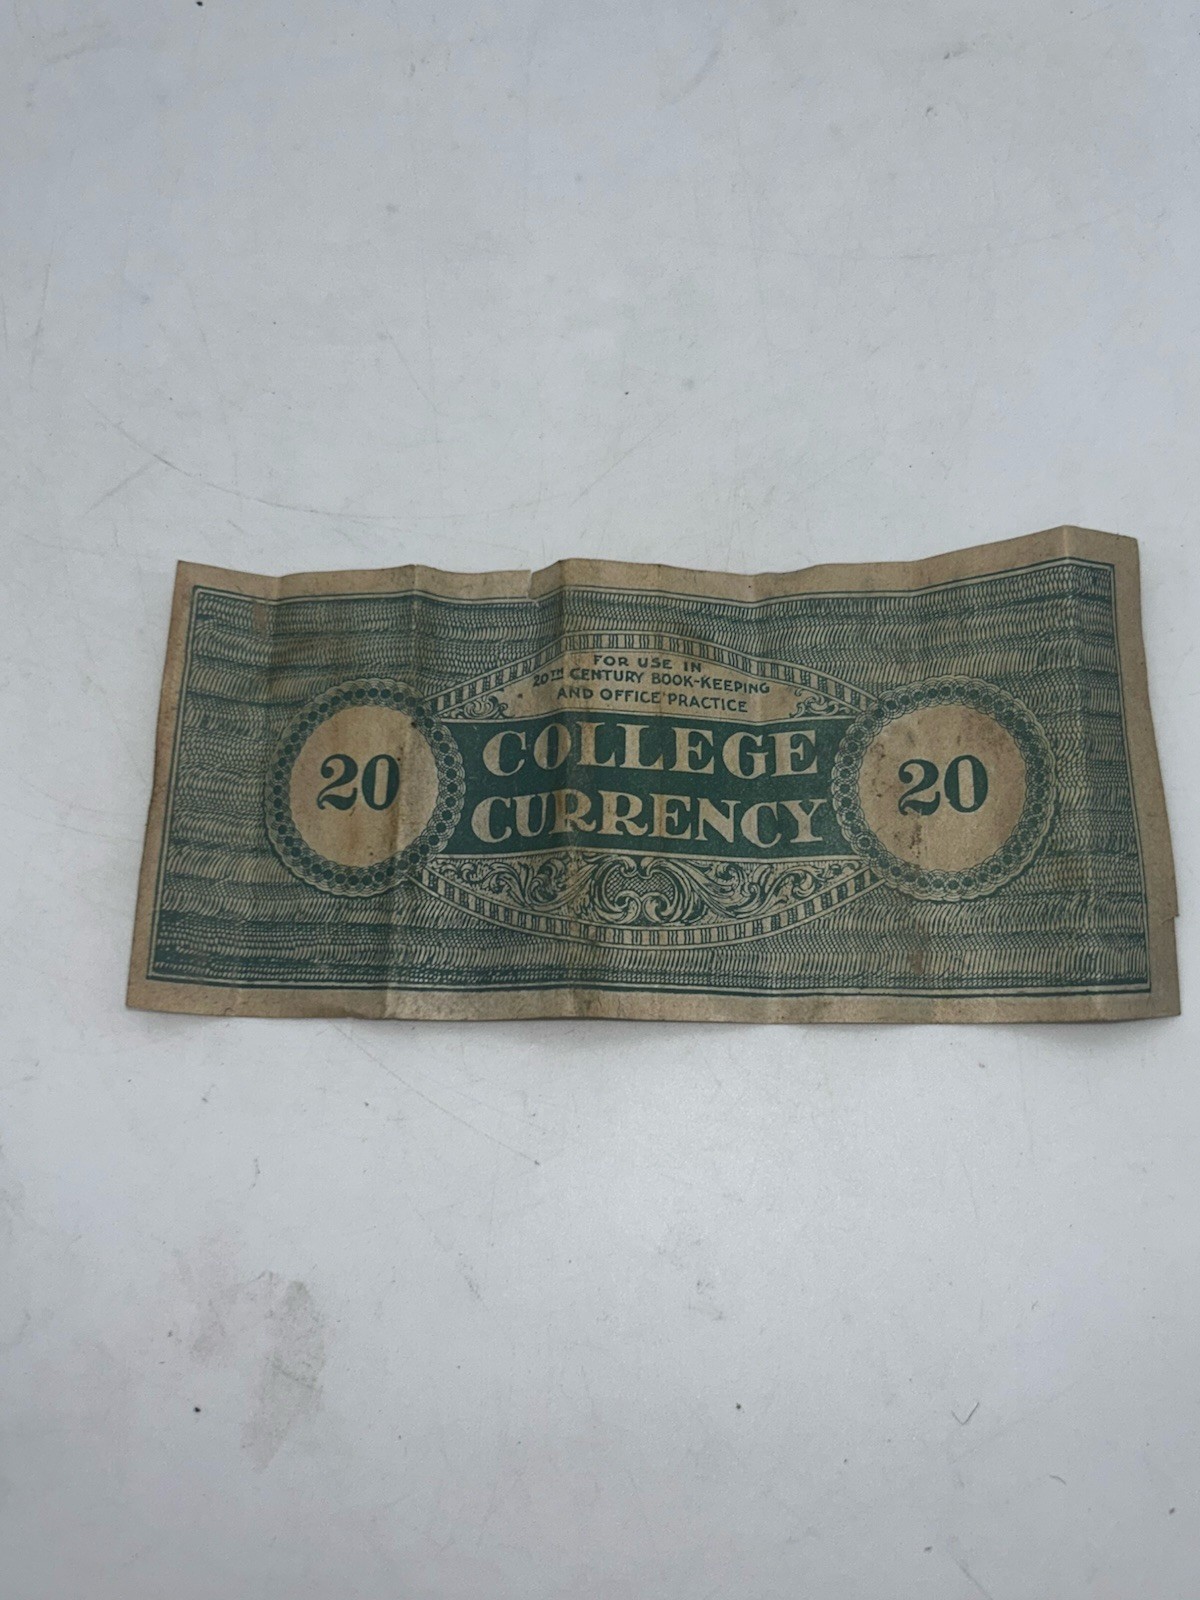 FOR USE IN
20TH CENTURY BOOK-KEEPING
AND OFFICE PRACTICE
COLLEGE
CURRENCY
20
20